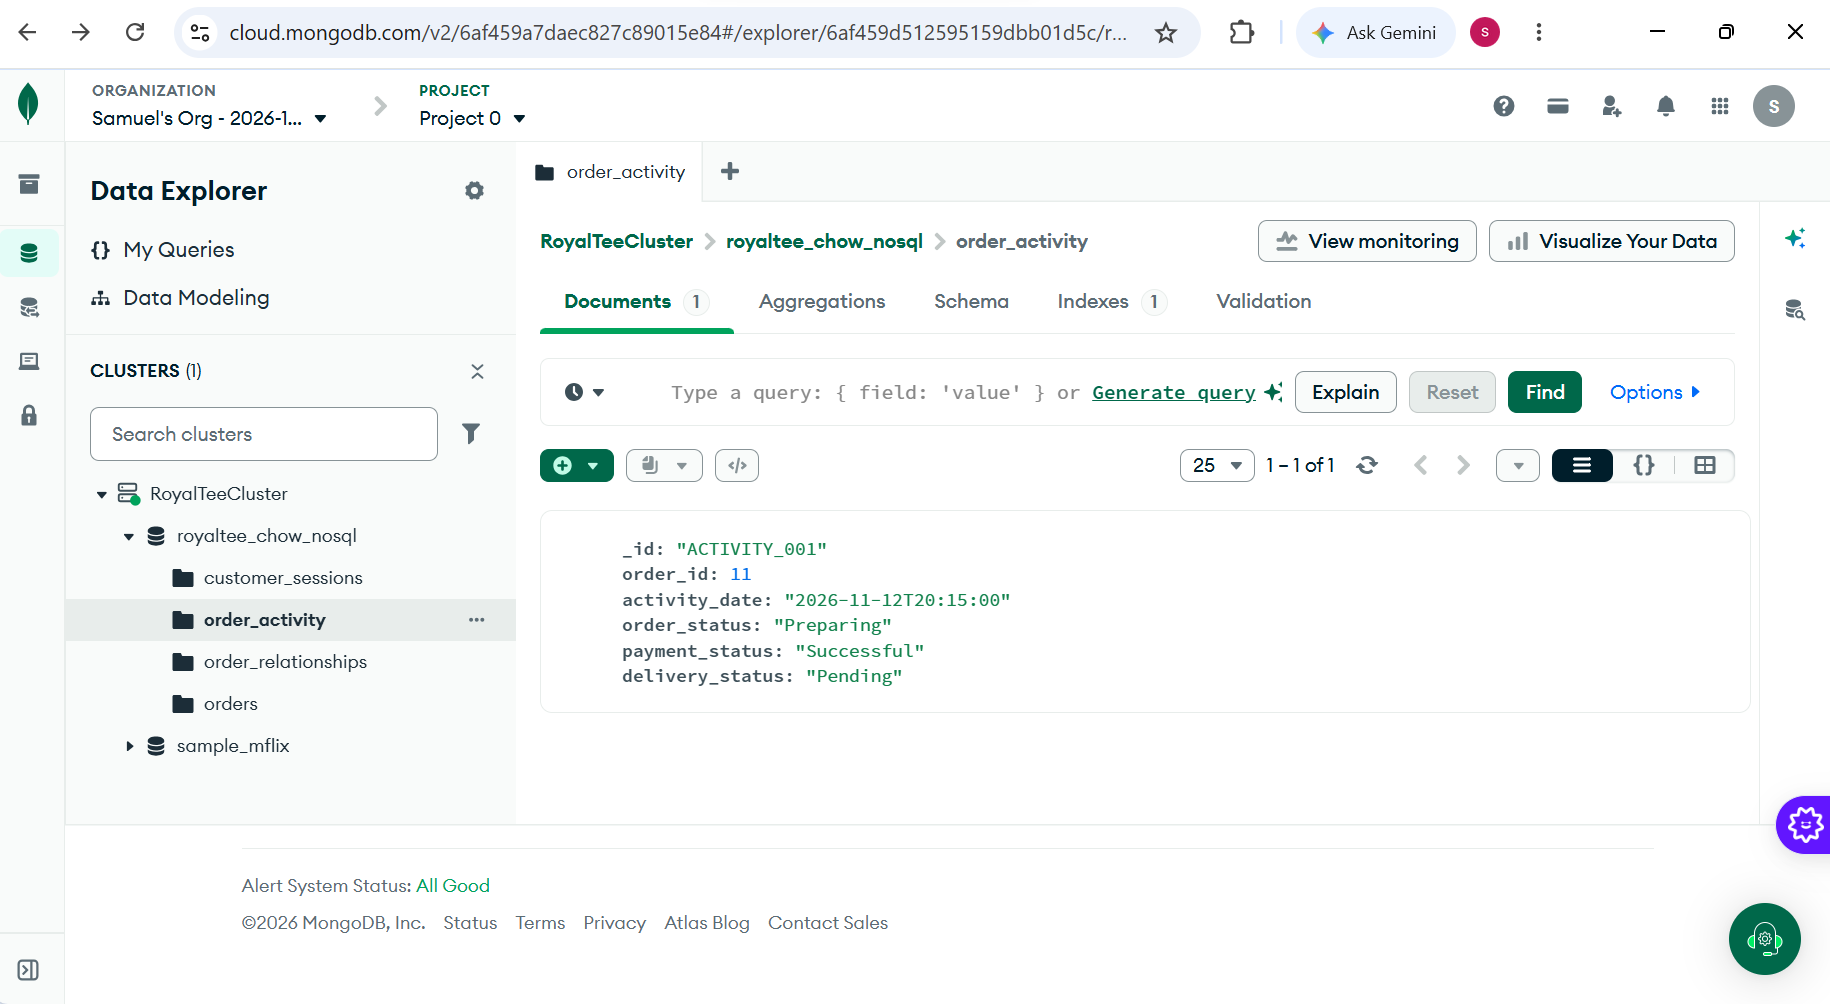 cloud.mongodb.com/v2/6af459a7daec827c89015e84#/explorer/6af459d512595159dbb01d5c/r...
Ask Gemini
S
ORGANIZATION
Samuel's Org - 2026-1...
PROJECT
Project 0
S
Data Explorer
My Queries
Data Modeling
CLUSTERS (1)
Search clusters
RoyalTeeCluster
royaltee_chow_nosql
customer_sessions
order_activity
order_relationships
orders
sample_mflix
order_activity
RoyalTeeCluster > royaltee_chow_nosql > order_activity
View monitoring
Visualize Your Data
Documents 1
Aggregations
Schema
Indexes 1
Validation
Type a query: { field: 'value' } or Generate query
Explain
Reset
Find
Options
25
1 – 1 of 1
_id: "ACTIVITY_001"
order_id: 11
activity_date: "2026-11-12T20:15:00"
order_status: "Preparing"
payment_status: "Successful"
delivery_status: "Pending"
Alert System Status: All Good
©2026 MongoDB, Inc. Status Terms Privacy Atlas Blog Contact Sales